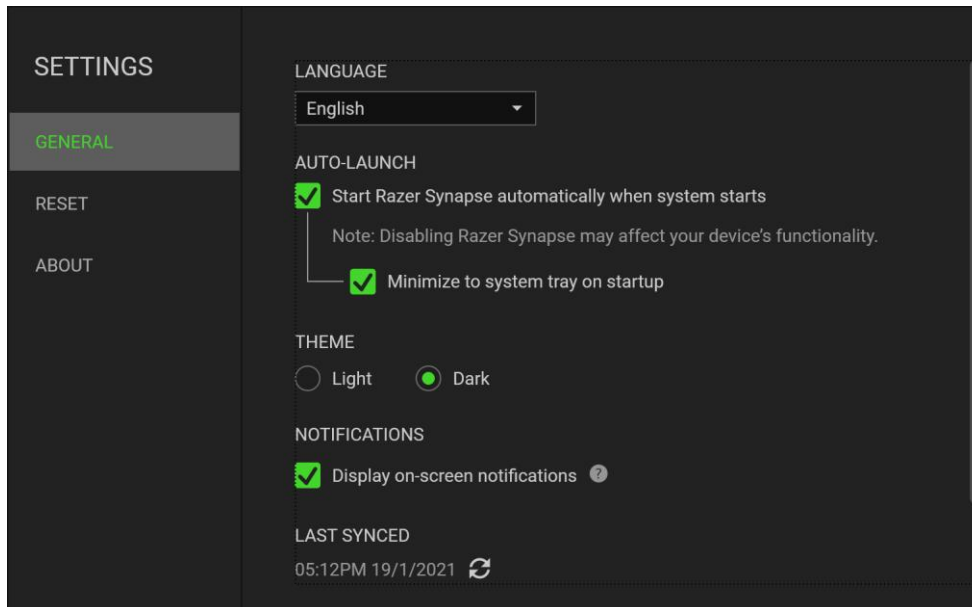 SETTINGS
GENERAL
RESET
ABOUT
LANGUAGE
English
AUTO-LAUNCH
Start Razer Synapse automatically when system starts
Note: Disabling Razer Synapse may affect your device’s functionality.
Minimize to system tray on startup
THEME
Light Dark
NOTIFICATIONS
Display on-screen notifications ?
LAST SYNCED
05:12PM 19/1/2021